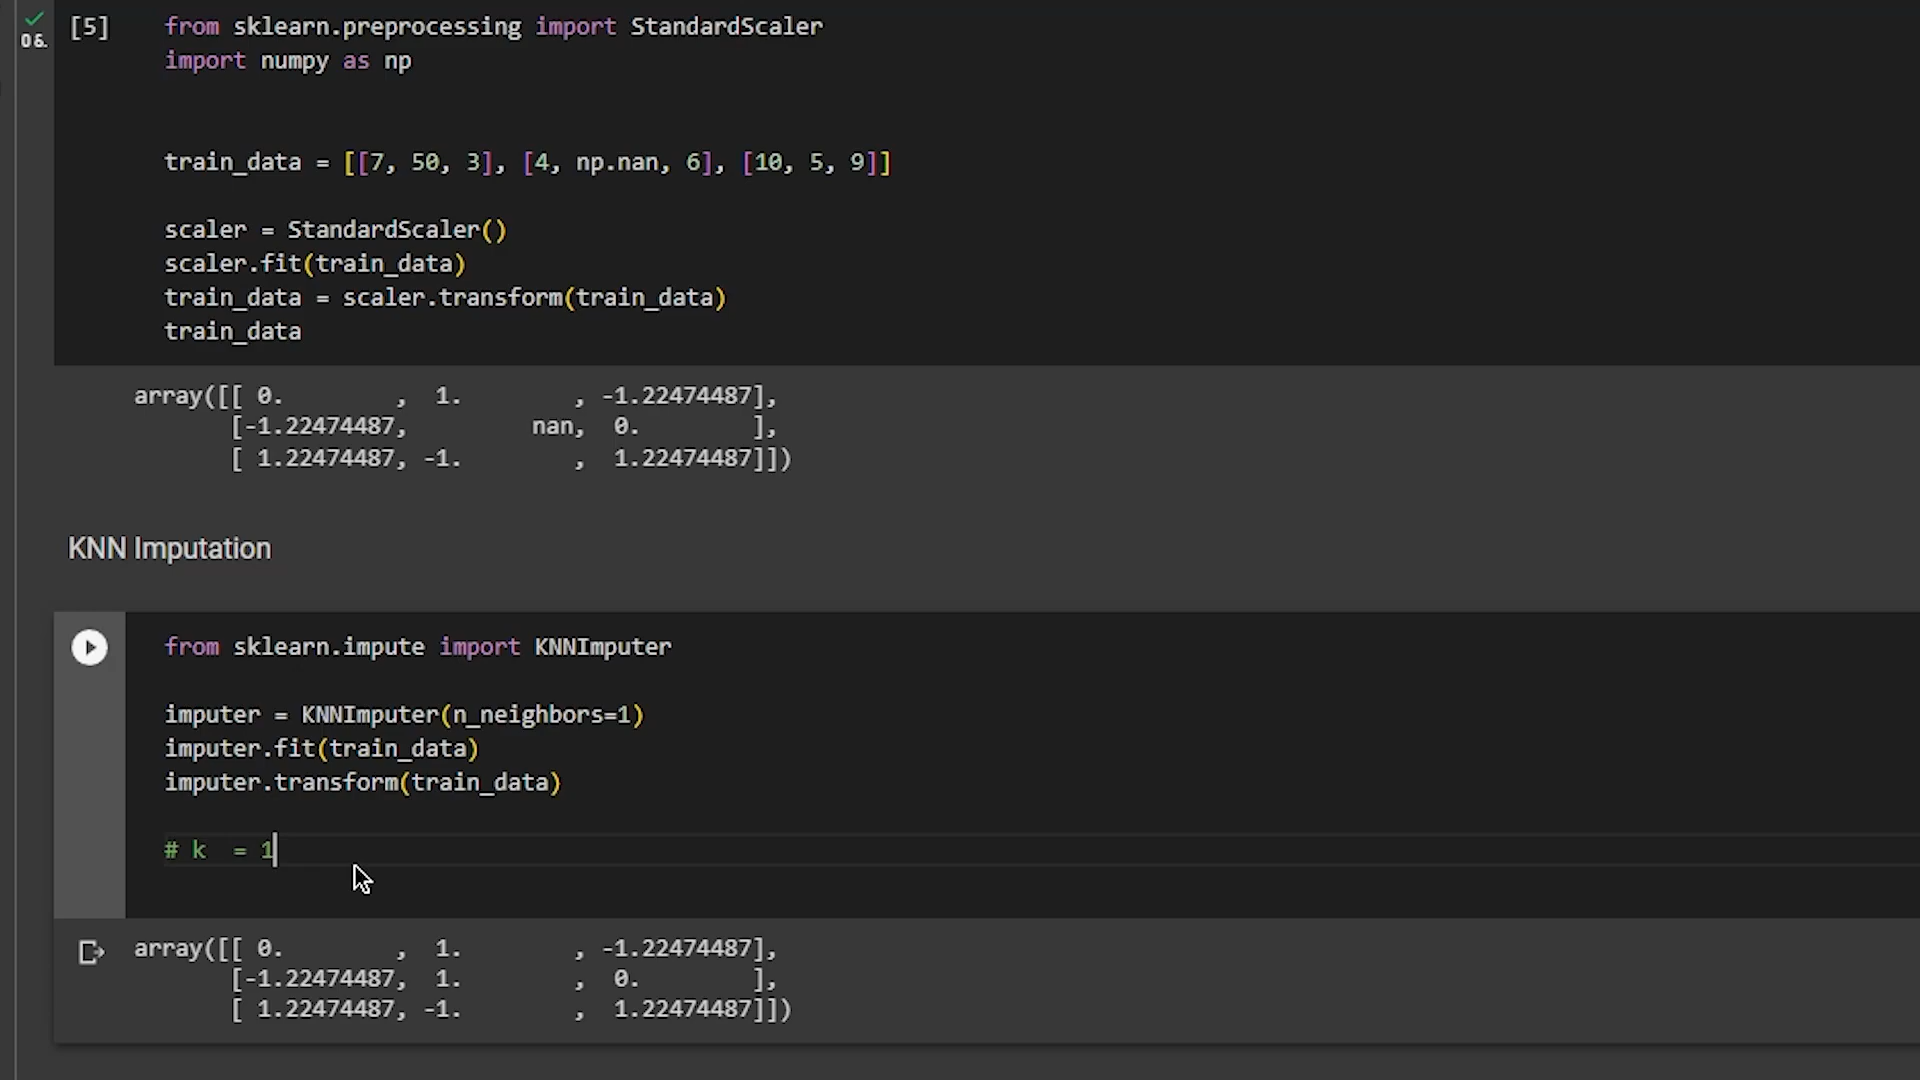 [5] from sklearn.preprocessing import StandardScaler
import numpy as np
train_data = [[7, 50, 3], [4, np.nan, 6], [10, 5, 9]]
scaler = StandardScaler()
scaler.fit(train_data)
train_data = scaler.transform(train_data)
train_data
array([[ 0.        ,  1.        , -1.22474487],
       [-1.22474487,         nan,  0.        ],
       [ 1.22474487, -1.        ,  1.22474487]])
KNN Imputation
from sklearn.impute import KNNImputer
imputer = KNNImputer(n_neighbors=1)
imputer.fit(train_data)
imputer.transform(train_data)
# k  = 1
array([[ 0.        ,  1.        , -1.22474487],
       [-1.22474487,  1.        ,  0.        ],
       [ 1.22474487, -1.        ,  1.22474487]])